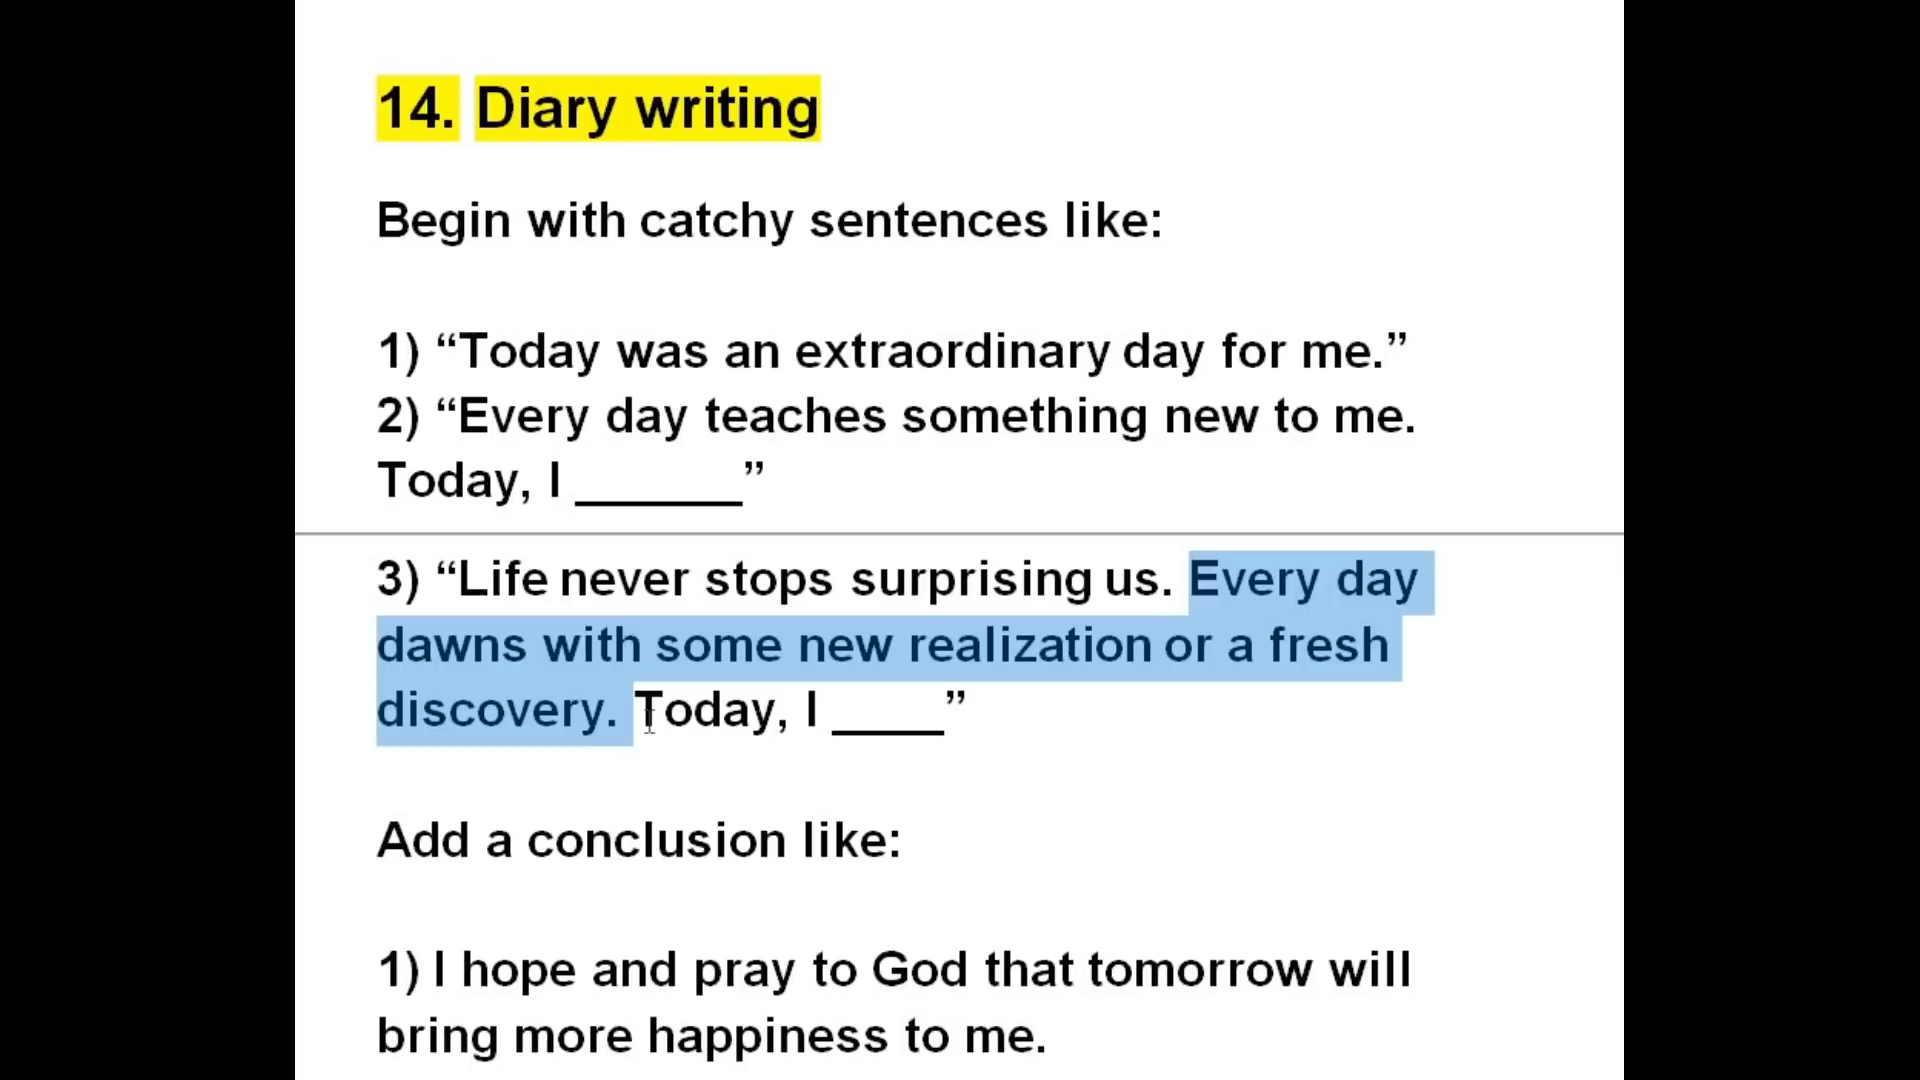 14. Diary writing
Begin with catchy sentences like:
1) “Today was an extraordinary day for me.”
2) “Every day teaches something new to me.
Today, I ______”
3) “Life never stops surprising us. Every day
dawns with some new realization or a fresh
discovery. Today, I ____”
Add a conclusion like:
1) I hope and pray to God that tomorrow will
bring more happiness to me.